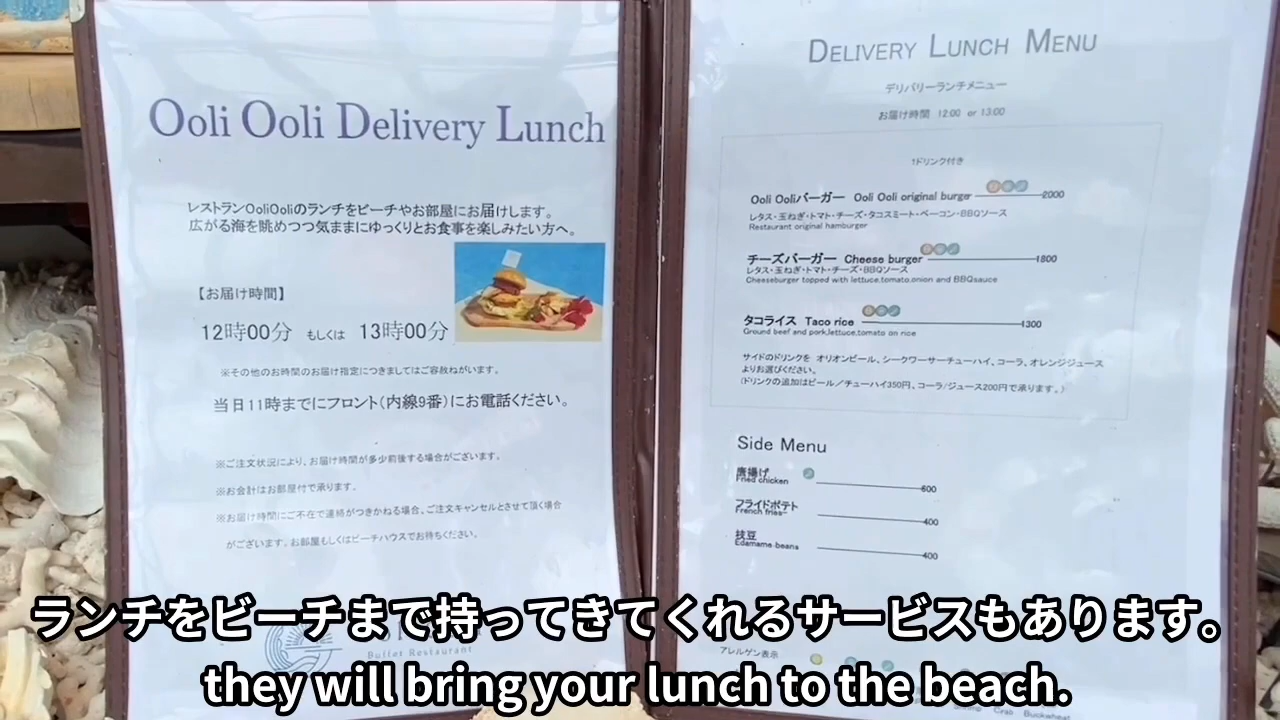 Ooli Ooli Delivery Lunch
レストランOoliOoliのランチをビーチやお部屋にお届けします。
広がる海を眺めつつ気ままにゆっくりとお食事を楽しみたい方へ。
【お届け時間】
12時00分 もしくは 13時00分
※その他のお時間のお届け指定につきましてはご容赦ねがいます。
当日11時までにフロント(内線9番)にお電話ください。
※ご注文状況により、お届け時間が多少前後する場合がございます。
※お会計はお部屋付で承ります。
※お届け時間にご不在で連絡がつきかねる場合、ご注文キャンセルとさせて頂く場合
がございます。お部屋もしくはビーチハウスでお待ちください。
Buffet Restaurant
DELIVERY LUNCH MENU
デリバリーランチメニュー
お届け時間 12:00 or 13:00
1ドリンク付き
Ooli Ooliバーガー Ooli Ooli original burger 2000
レタス・玉ねぎ・トマト・チーズ・タコスミート・ベーコン・BBQソース
Restaurant original hamburger
チーズバーガー Cheese burger 1800
レタス・玉ねぎ・トマト・チーズ・BBQソース
Cheeseburger topped with lettuce,tomato,onion and BBQsauce
タコライス Taco rice 1300
Ground beef and pork,lettuce,tomato on rice
サイドのドリンクを オリオンビール、シークワーサーチューハイ、コーラ、オレンジジュース
よりお選びください。
(ドリンクの追加はビール/チューハイ350円、コーラ/ジュース200円で承ります。)
Side Menu
唐揚げ
Fried chicken 600
フライドポテト
French fries 400
枝豆
Edamame beans 400
アレルゲン表示
Crab Buckwheat
ランチをビーチまで持ってきてくれるサービスもあります。
they will bring your lunch to the beach.